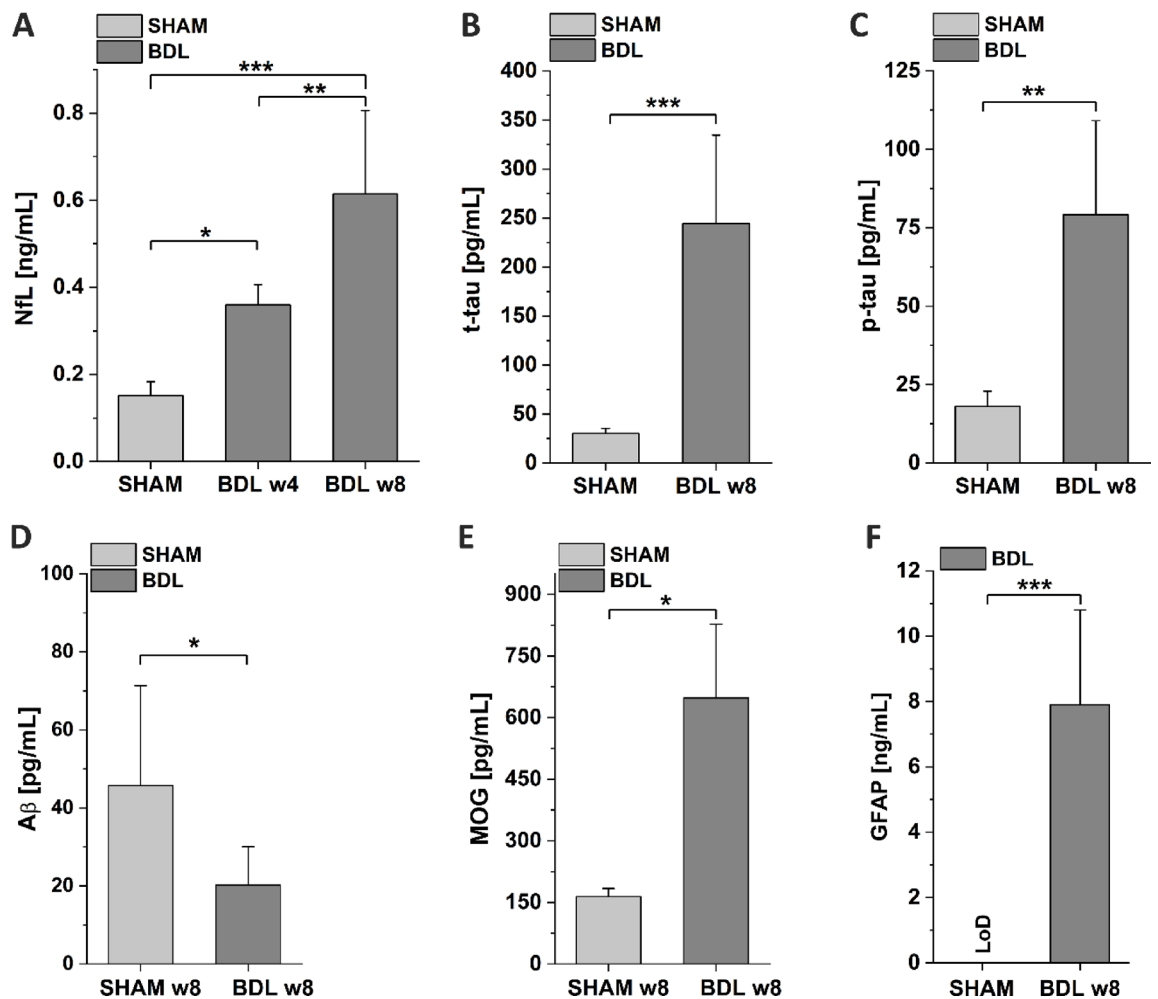 A
SHAM
BDL
NfL [ng/mL]
0.8
0.6
0.4
0.2
0.0
***
**
*
SHAM BDL w4 BDL w8
B
SHAM
BDL
t-tau [pg/mL]
400
350
300
250
200
150
100
50
0
***
SHAM BDL w8
C
SHAM
BDL
p-tau [pg/mL]
125
100
75
50
25
0
**
SHAM BDL w8
D
SHAM
BDL
Aβ [pg/mL]
100
80
60
40
20
0
*
SHAM w8 BDL w8
E
SHAM
BDL
MOG [pg/mL]
900
750
600
450
300
150
0
*
SHAM w8 BDL w8
F
BDL
GFAP [ng/mL]
12
10
8
6
4
2
0
***
LoD
SHAM BDL w8